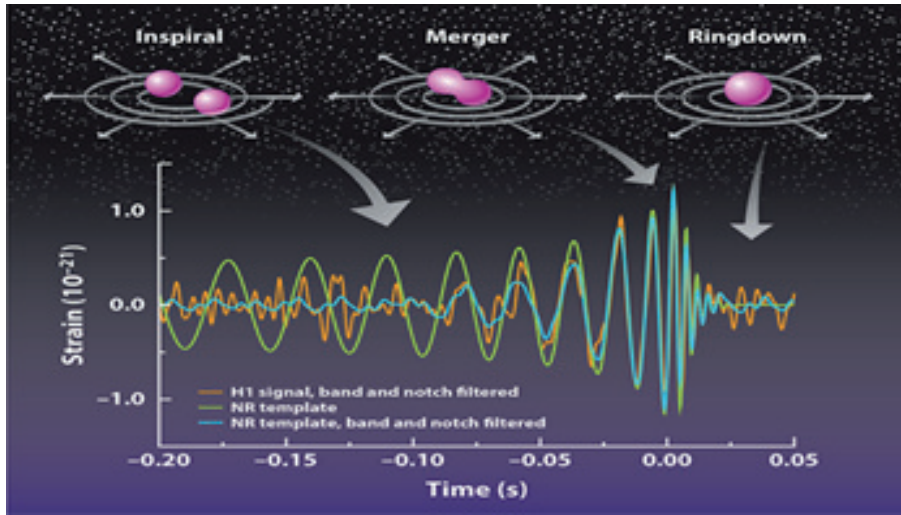 Inspiral
Merger
Ringdown
1.0
0.0
−1.0
Strain (10⁻²¹)
H1 signal, band and notch filtered
NR template
NR template, band and notch filtered
−0.20
−0.15
−0.10
−0.05
0.00
0.05
Time (s)